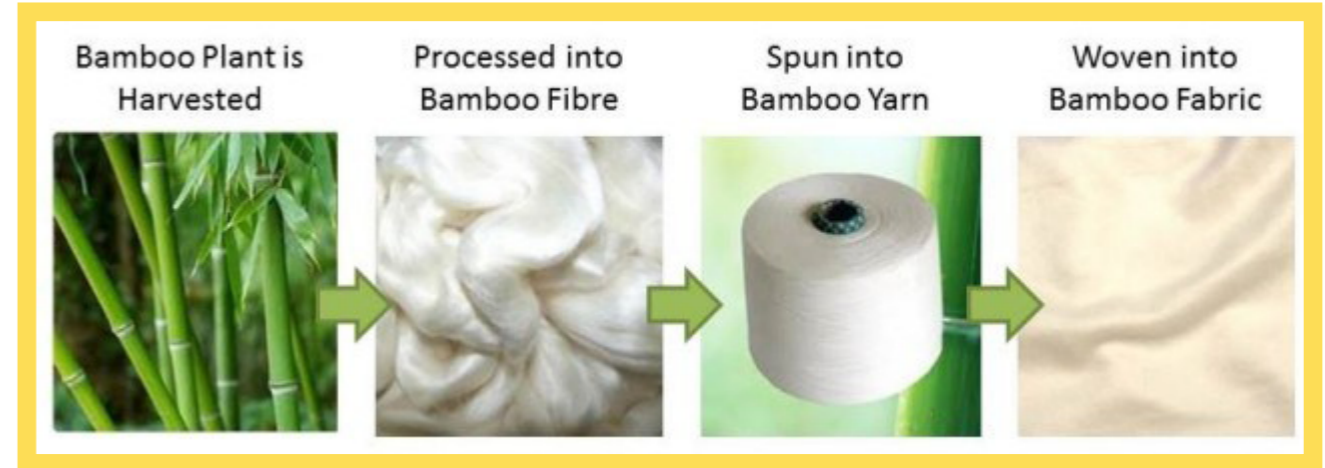 Bamboo Plant is
Harvested
Processed into
Bamboo Fibre
Spun into
Bamboo Yarn
Woven into
Bamboo Fabric